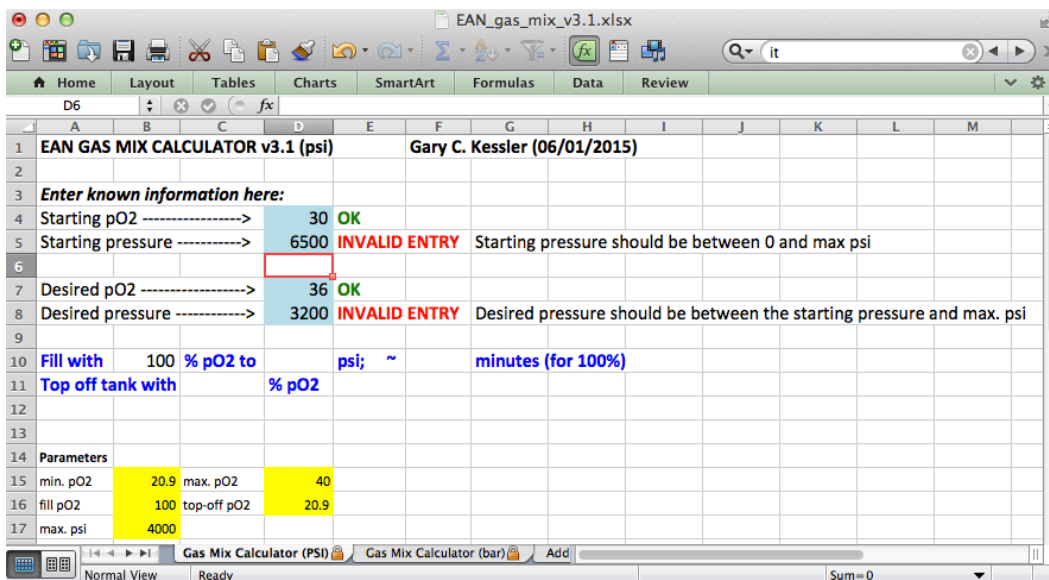 EAN_gas_mix_v3.1.xlsx
fx
it
Home Layout Tables Charts SmartArt Formulas Data Review
D6 fx
A B C D E F G H I J K L M
1 EAN GAS MIX CALCULATOR v3.1 (psi) Gary C. Kessler (06/01/2015)
2
3 Enter known information here:
4 Starting pO2 -----------------> 30 OK
5 Starting pressure -----------> 6500 INVALID ENTRY Starting pressure should be between 0 and max psi
6
7 Desired pO2 ------------------> 36 OK
8 Desired pressure ------------> 3200 INVALID ENTRY Desired pressure should be between the starting pressure and max. psi
9
10 Fill with 100 % pO2 to psi; ~ minutes (for 100%)
11 Top off tank with % pO2
12
13
14 Parameters
15 min. pO2 20.9 max. pO2 40
16 fill pO2 100 top-off pO2 20.9
17 max. psi 4000
Gas Mix Calculator (PSI) Gas Mix Calculator (bar) Add
Normal View Ready Sum=0